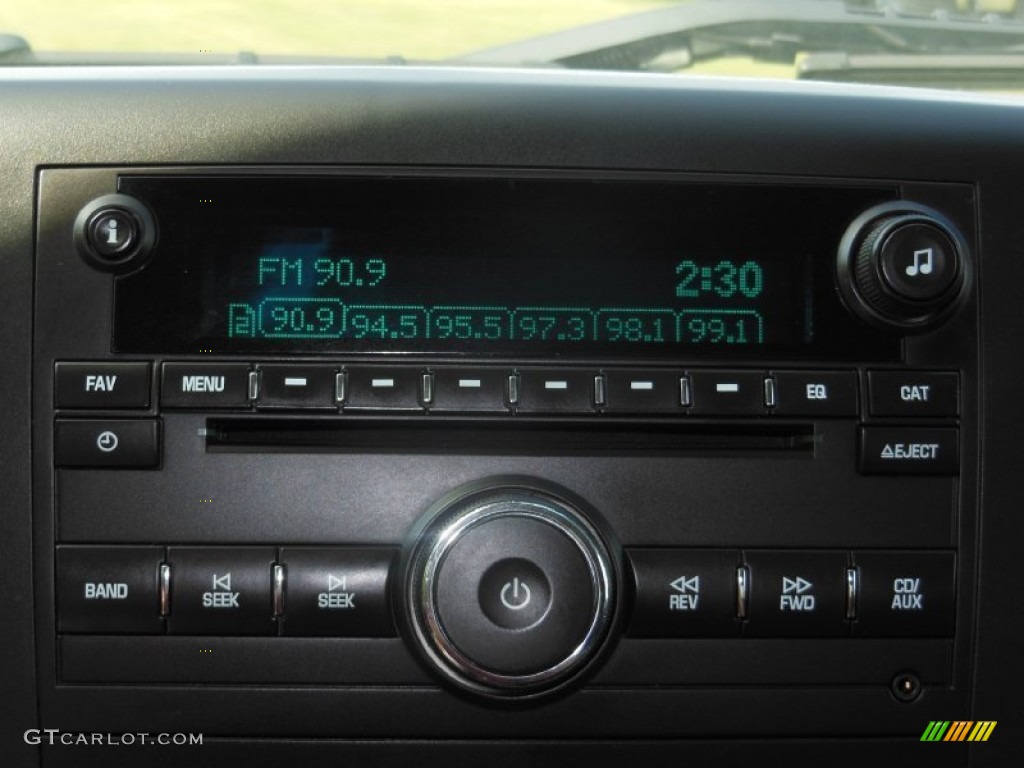 i
FM 90.9 2:30
2 90.9 94.5 95.5 97.3 98.1 99.1
FAV MENU EQ CAT
EJECT
BAND SEEK SEEK REV FWD CD/
AUX
GTCARLOT.COM